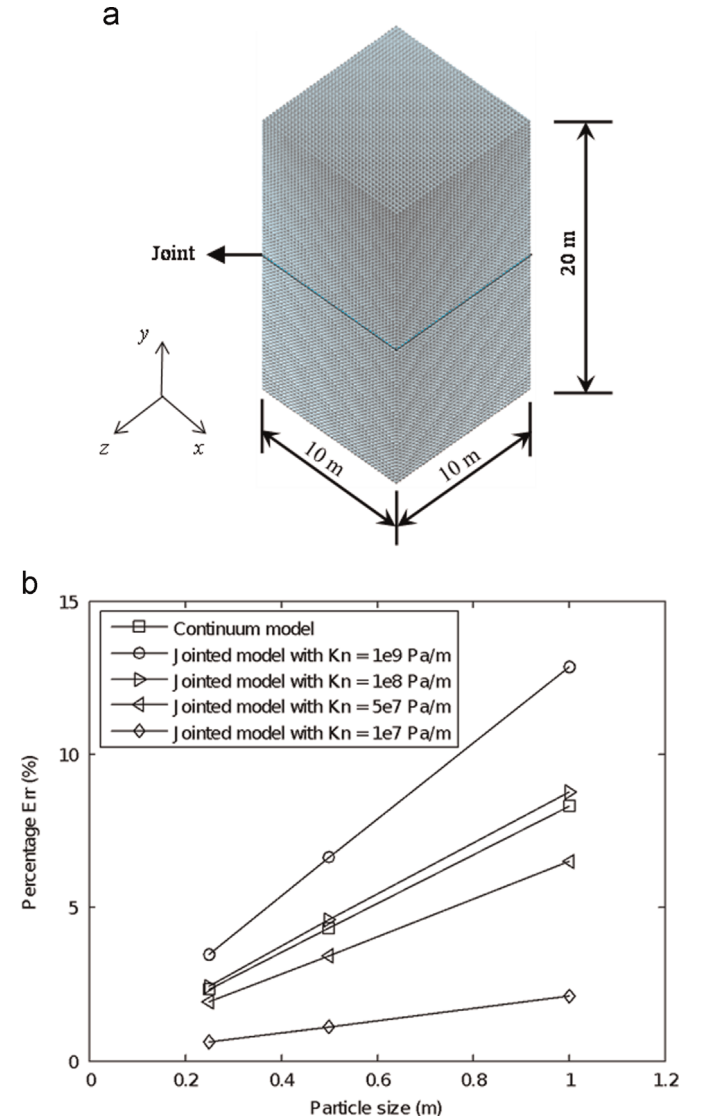 a
Joint
20 m
y
z
x
10 m
10 m
b
15
10
5
0
Percentage Err (%)
Continuum model
Jointed model with Kn = 1e9 Pa/m
Jointed model with Kn = 1e8 Pa/m
Jointed model with Kn = 5e7 Pa/m
Jointed model with Kn = 1e7 Pa/m
0 0.2 0.4 0.6 0.8 1 1.2
Particle size (m)